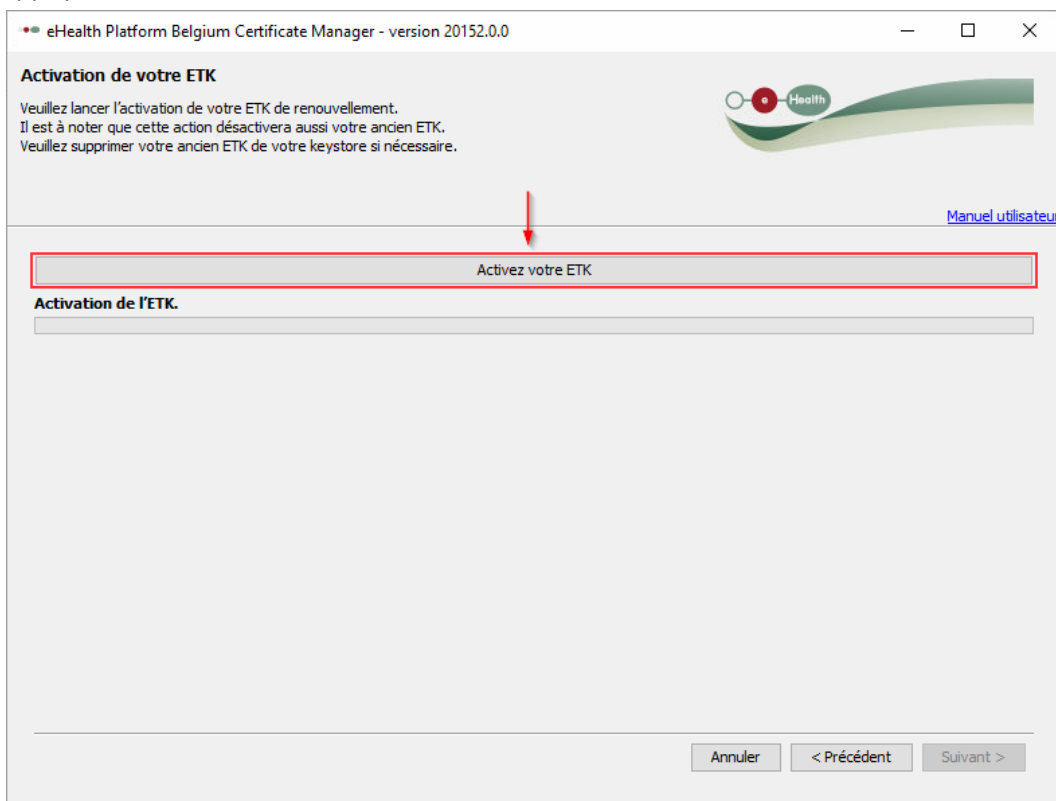 eHealth Platform Belgium Certificate Manager - version 20152.0.0
Activation de votre ETK
Veuillez lancer l'activation de votre ETK de renouvellement.
Il est à noter que cette action désactivera aussi votre ancien ETK.
Veuillez supprimer votre ancien ETK de votre keystore si nécessaire.
e Health
Manuel utilisateur
Activez votre ETK
Activation de l'ETK.
Annuler
< Précédent
Suivant >